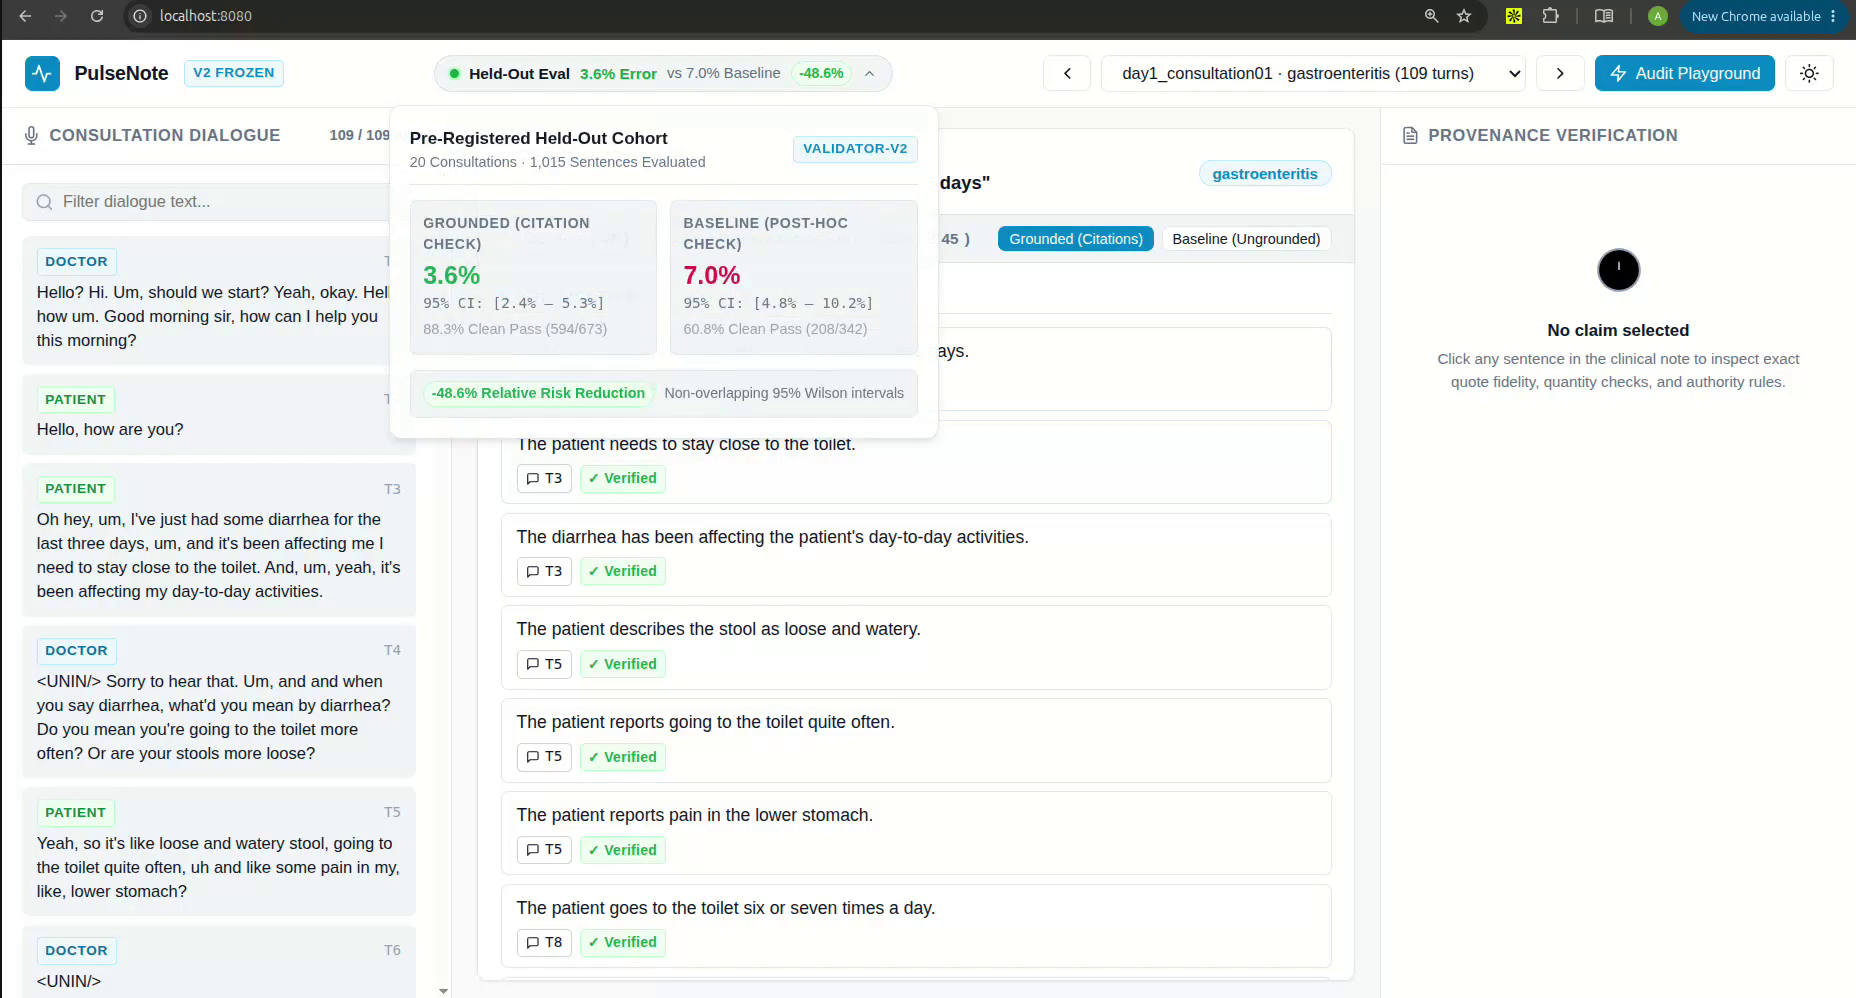 localhost:8080
A
New Chrome available
PulseNote
V2 FROZEN
Held-Out Eval 3.6% Error vs 7.0% Baseline -48.6%
day1_consultation01 · gastroenteritis (109 turns)
Audit Playground
CONSULTATION DIALOGUE
109 / 109
Filter dialogue text...
DOCTOR
Hello? Hi. Um, should we start? Yeah, okay. Hel
how um. Good morning sir, how can I help you
this morning?
PATIENT
Hello, how are you?
PATIENT T3
Oh hey, um, I've just had some diarrhea for the
last three days, um, and it's been affecting me I
need to stay close to the toilet. And, um, yeah, it's
been affecting my day-to-day activities.
DOCTOR T4
<UNIN/> Sorry to hear that. Um, and and when
you say diarrhea, what'd you mean by diarrhea?
Do you mean you're going to the toilet more
often? Or are your stools more loose?
PATIENT T5
Yeah, so it's like loose and watery stool, going to
the toilet quite often, uh and like some pain in my,
like, lower stomach?
DOCTOR T6
<UNIN/>
Pre-Registered Held-Out Cohort
20 Consultations · 1,015 Sentences Evaluated
VALIDATOR-V2
GROUNDED (CITATION
CHECK)
3.6%
95% CI: [2.4% – 5.3%]
88.3% Clean Pass (594/673)
BASELINE (POST-HOC
CHECK)
7.0%
95% CI: [4.8% – 10.2%]
60.8% Clean Pass (208/342)
-48.6% Relative Risk Reduction Non-overlapping 95% Wilson intervals
days"
gastroenteritis
45 )
Grounded (Citations)
Baseline (Ungrounded)
ays.
The patient needs to stay close to the toilet.
T3 ✓ Verified
The diarrhea has been affecting the patient's day-to-day activities.
T3 ✓ Verified
The patient describes the stool as loose and watery.
T5 ✓ Verified
The patient reports going to the toilet quite often.
T5 ✓ Verified
The patient reports pain in the lower stomach.
T5 ✓ Verified
The patient goes to the toilet six or seven times a day.
T8 ✓ Verified
PROVENANCE VERIFICATION
No claim selected
Click any sentence in the clinical note to inspect exact
quote fidelity, quantity checks, and authority rules.